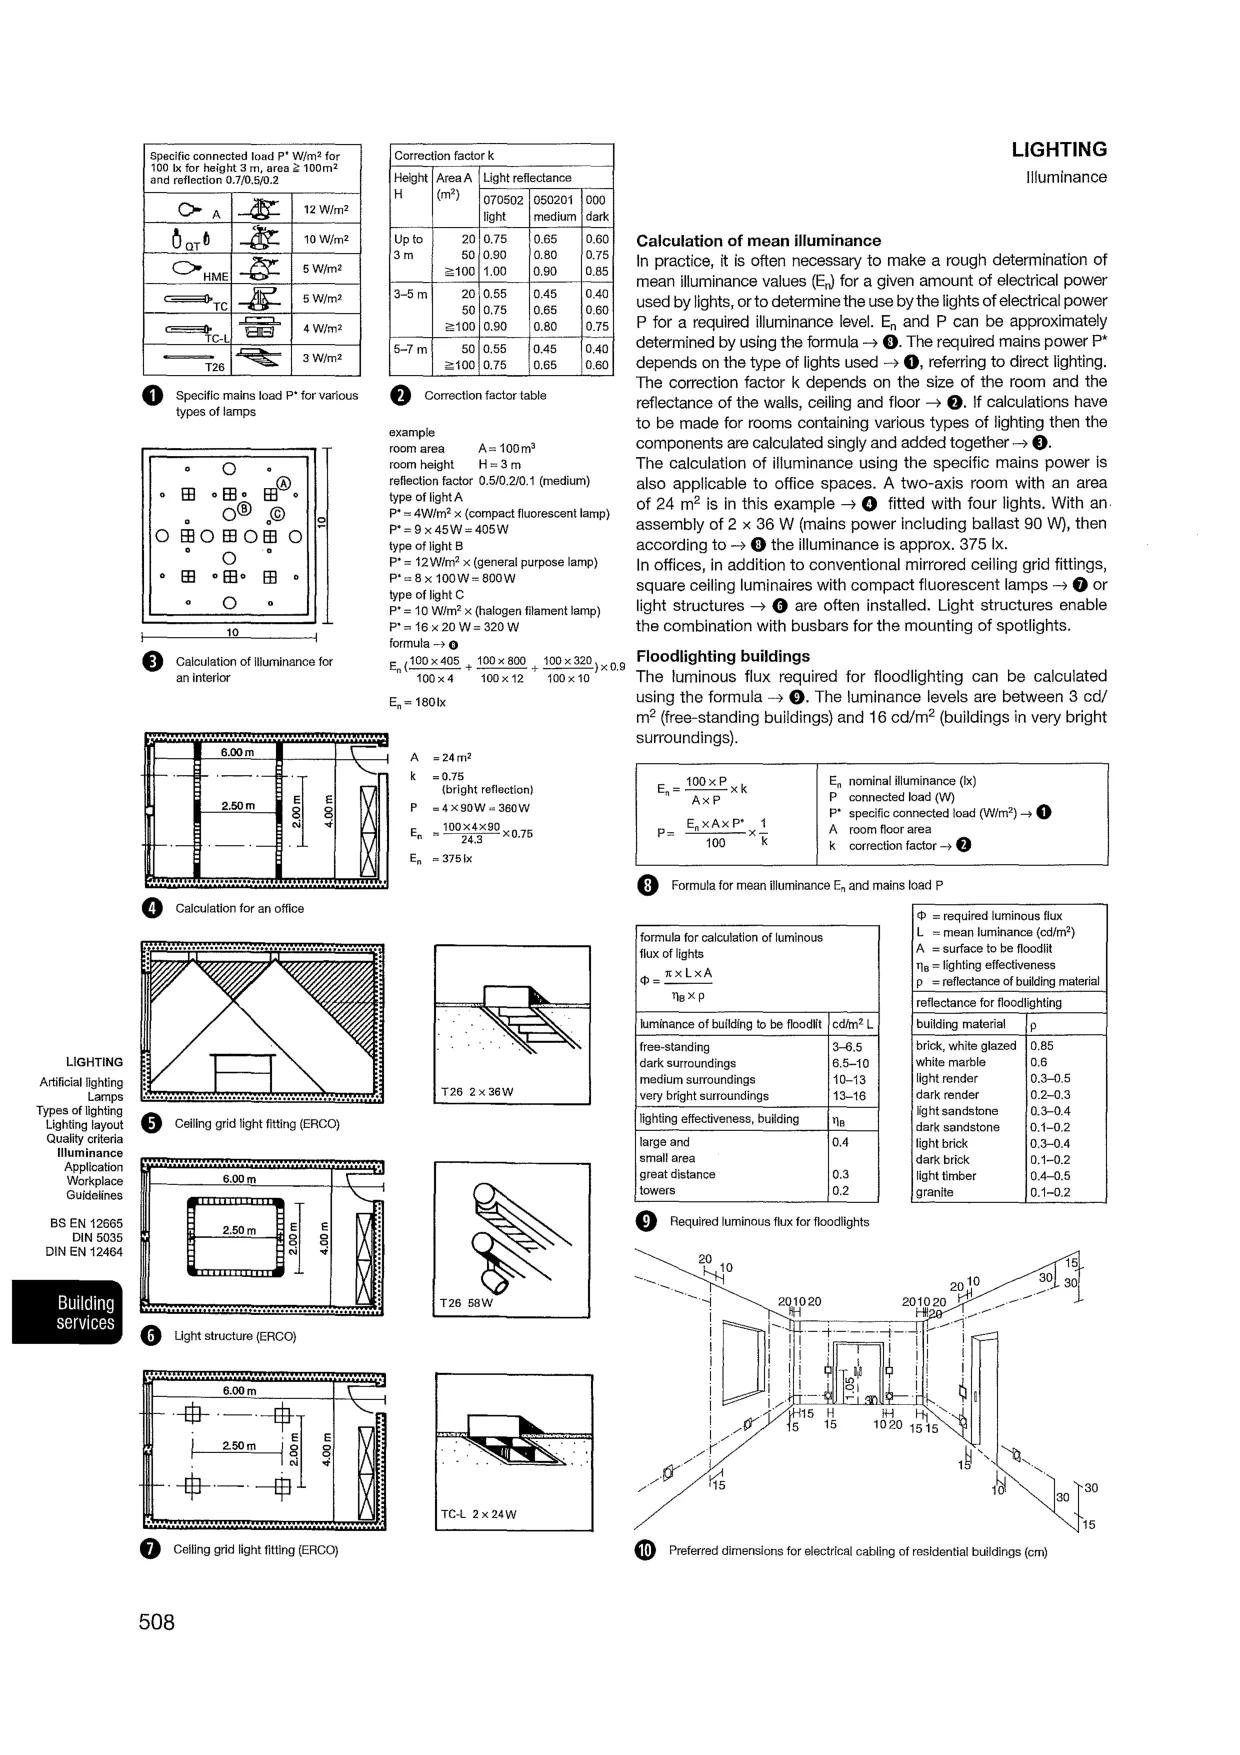 LIGHTING
Illuminance
Specific connected load P* W/m² for
100 lx for height 3 m, area ≧ 100m²
and reflection 0.7/0.5/0.2
A 12 W/m²
QT 10 W/m²
HME 5 W/m²
TC 5 W/m²
TC-L 4 W/m²
T26 3 W/m²
1 Specific mains load P* for various
types of lamps
Correction factor k
Height Area A Light reflectance
H (m²) 070502 050201 000
light medium dark
Up to 20 0.75 0.65 0.60
3 m 50 0.90 0.80 0.75
≧100 1.00 0.90 0.85
3–5 m 20 0.55 0.45 0.40
50 0.75 0.65 0.60
≧100 0.90 0.80 0.75
5–7 m 50 0.55 0.45 0.40
≧100 0.75 0.65 0.60
2 Correction factor table
A
B
C
10
10
3 Calculation of illuminance for
an interior
example
room area A = 100 m³
room height H = 3 m
reflection factor 0.5/0.2/0.1 (medium)
type of light A
P* = 4W/m² x (compact fluorescent lamp)
P* = 9 x 45W = 405W
type of light B
P* = 12W/m² x (general purpose lamp)
P* = 8 x 100W = 800W
type of light C
P* = 10 W/m² x (halogen filament lamp)
P* = 16 x 20 W = 320 W
formula → 8
Eₙ (100 x 405 / 100 x 4 + 100 x 800 / 100 x 12 + 100 x 320 / 100 x 10) x 0.9
Eₙ = 180 lx
6.00 m
2.50 m
2.00 m
4.00 m
A = 24 m²
k = 0.75
(bright reflection)
P = 4 X 90W = 360W
Eₙ = 100x4x90 / 24.3 x0.75
Eₙ = 375 lx
4 Calculation for an office
T26 2 x 36W
5 Ceiling grid light fitting (ERCO)
6.00 m
2.50 m
2.00 m
4.00 m
T26 58W
6 Light structure (ERCO)
6.00 m
2.50 m
2.00 m
4.00 m
TC-L 2 x 24W
7 Ceiling grid light fitting (ERCO)
Calculation of mean illuminance
In practice, it is often necessary to make a rough determination of
mean illuminance values (Eₙ) for a given amount of electrical power
used by lights, or to determine the use by the lights of electrical power
P for a required illuminance level. Eₙ and P can be approximately
determined by using the formula → 8. The required mains power P*
depends on the type of lights used → 1, referring to direct lighting.
The correction factor k depends on the size of the room and the
reflectance of the walls, ceiling and floor → 2. If calculations have
to be made for rooms containing various types of lighting then the
components are calculated singly and added together → 3.
The calculation of illuminance using the specific mains power is
also applicable to office spaces. A two-axis room with an area
of 24 m² is in this example → 4 fitted with four lights. With an
assembly of 2 x 36 W (mains power including ballast 90 W), then
according to → 8 the illuminance is approx. 375 lx.
In offices, in addition to conventional mirrored ceiling grid fittings,
square ceiling luminaires with compact fluorescent lamps → 7 or
light structures → 6 are often installed. Light structures enable
the combination with busbars for the mounting of spotlights.
Floodlighting buildings
The luminous flux required for floodlighting can be calculated
using the formula → 9. The luminance levels are between 3 cd/
m² (free-standing buildings) and 16 cd/m² (buildings in very bright
surroundings).
Eₙ = 100 x P / A x P x k
P = Eₙ x A x P* / 100 x 1 / k
Eₙ nominal illuminance (lx)
P connected load (W)
P* specific connected load (W/m²) → 1
A room floor area
k correction factor → 2
8 Formula for mean illuminance Eₙ and mains load P
formula for calculation of luminous
flux of lights
Φ = π x L x A / ηB x p
luminance of building to be floodlit cd/m² L
free-standing 3–6.5
dark surroundings 6.5–10
medium surroundings 10–13
very bright surroundings 13–16
lighting effectiveness, building ηB
large and 0.4
small area
great distance 0.3
towers 0.2
Φ = required luminous flux
L = mean luminance (cd/m²)
A = surface to be floodlit
ηB = lighting effectiveness
p = reflectance of building material
reflectance for floodlighting
building material p
brick, white glazed 0.85
white marble 0.6
light render 0.3–0.5
dark render 0.2–0.3
light sandstone 0.3–0.4
dark sandstone 0.1–0.2
light brick 0.3–0.4
dark brick 0.1–0.2
light timber 0.4–0.5
granite 0.1–0.2
9 Required luminous flux for floodlights
20 10
201020
201020
20
20 10
15
30 30
1.05
30
15
15
15
1020
1515
15
15
10
30
30
15
10 Preferred dimensions for electrical cabling of residential buildings (cm)
LIGHTING
Artificial lighting
Lamps
Types of lighting
Lighting layout
Quality criteria
Illuminance
Application
Workplace
Guidelines
BS EN 12665
DIN 5035
DIN EN 12464
Building
services
508